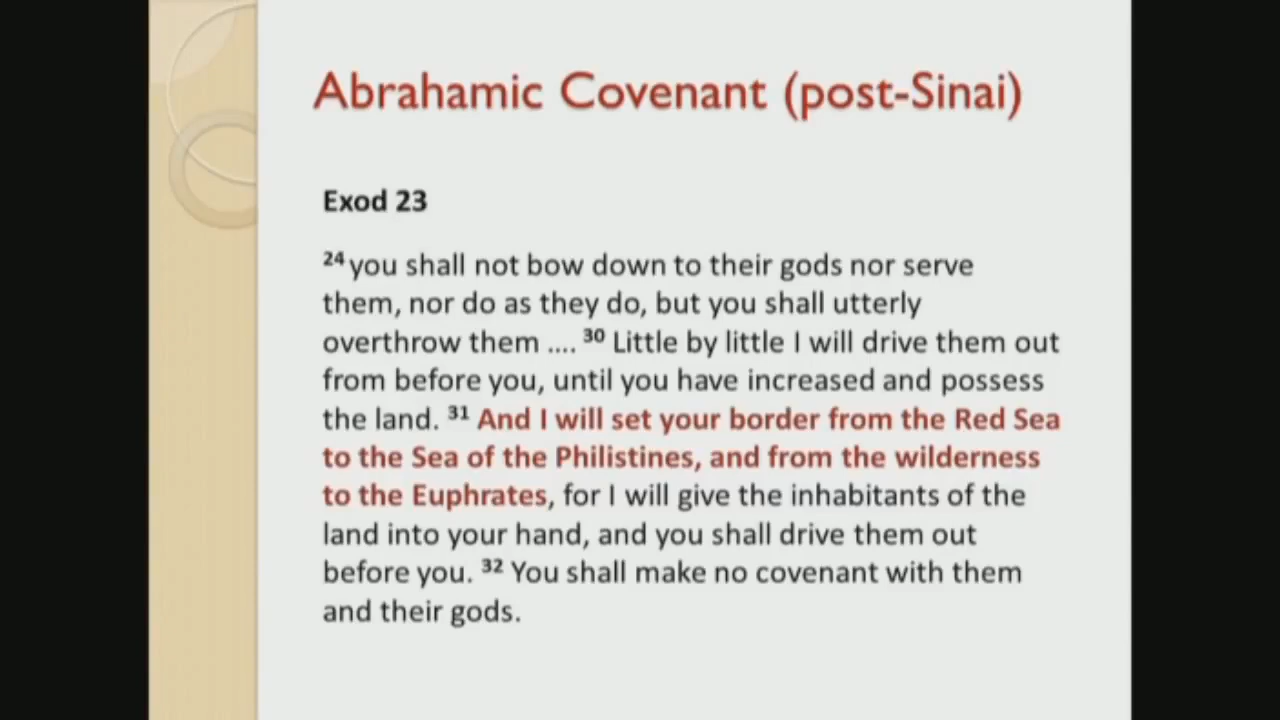 Abrahamic Covenant (post-Sinai)
Exod 23
24 you shall not bow down to their gods nor serve
them, nor do as they do, but you shall utterly
overthrow them .... 30 Little by little I will drive them out
from before you, until you have increased and possess
the land. 31 And I will set your border from the Red Sea
to the Sea of the Philistines, and from the wilderness
to the Euphrates, for I will give the inhabitants of the
land into your hand, and you shall drive them out
before you. 32 You shall make no covenant with them
and their gods.